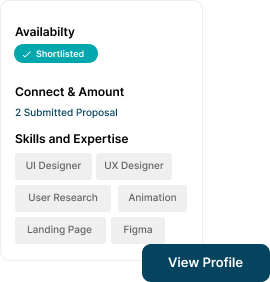 Availabilty
Shortlisted
Connect & Amount
2 Submitted Proposal
Skills and Expertise
UI Designer UX Designer
User Research Animation
Landing Page Figma
View Profile